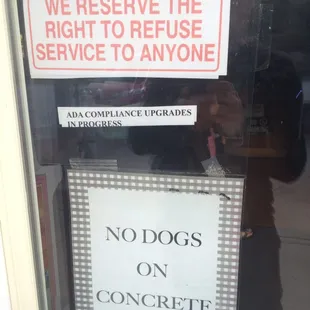 WE RESERVE THE
RIGHT TO REFUSE
SERVICE TO ANYONE
ADA COMPLIANCE UPGRADES
IN PROGRESS
NO DOGS
ON
CONCRETE